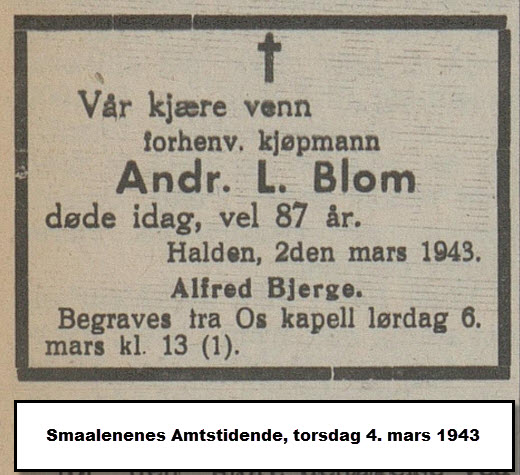 Vår kjære venn
forhenv. kjøpmann
Andr. L. Blom
døde idag, vel 87 år.
Halden, 2den mars 1943.
Alfred Bjerge.
Begraves fra Os kapell lørdag 6.
mars kl. 13 (1).
Smaalenenes Amtstidende, torsdag 4. mars 1943